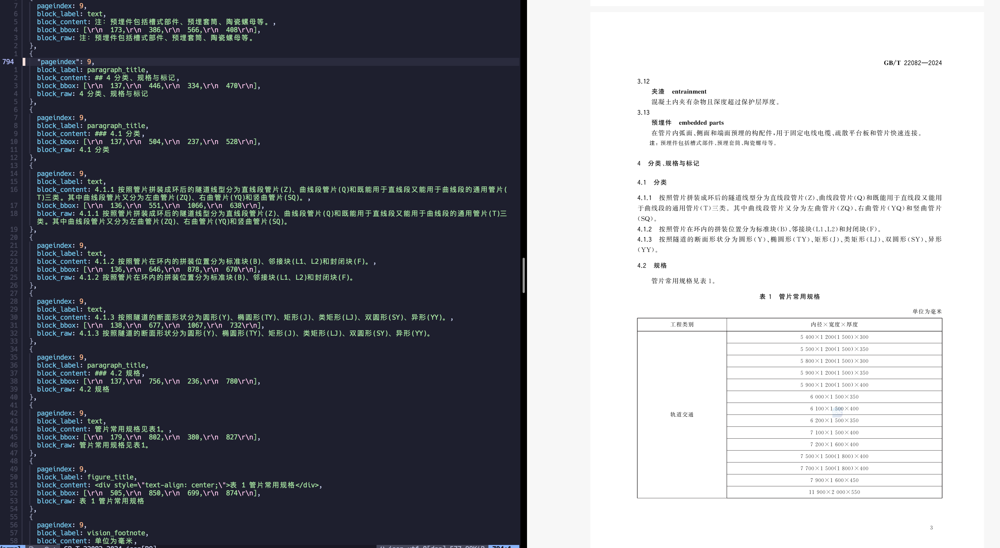 7 pageindex: 9,
6 block_label: text,
5 block_content: 注：预埋件包括槽式部件、预埋套筒、陶瓷螺母等。,
4 block_bbox: [\r\n  173,\r\n  386,\r\n  566,\r\n  408\r\n],
3 block_raw: 注：预埋件包括槽式部件、预埋套筒、陶瓷螺母等。
2 },
1 {
794 "pageindex": 9,
1 block_label: paragraph_title,
2 block_content: ## 4 分类、规格与标记,
3 block_bbox: [\r\n  137,\r\n  446,\r\n  334,\r\n  470\r\n],
4 block_raw: 4 分类、规格与标记
5 },
6 {
7 pageindex: 9,
8 block_label: paragraph_title,
9 block_content: ### 4.1 分类,
10 block_bbox: [\r\n  137,\r\n  504,\r\n  237,\r\n  528\r\n],
11 block_raw: 4.1 分类
12 },
13 {
14 pageindex: 9,
15 block_label: text,
16 block_content: 4.1.1 按照管片拼装成环后的隧道线型分为直线段管片(Z)、曲线段管片(Q)和既能用于直线段又能用于曲线段的通用管片(
T)三类。其中曲线段管片又分为左曲管片(ZQ)、右曲管片(YQ)和竖曲管片(SQ)。,
17 block_bbox: [\r\n  136,\r\n  551,\r\n  1066,\r\n  638\r\n],
18 block_raw: 4.1.1 按照管片拼装成环后的隧道线型分为直线段管片(Z)、曲线段管片(Q)和既能用于直线段又能用于曲线段的通用管片(T)三
类。其中曲线段管片又分为左曲管片(ZQ)、右曲管片(YQ)和竖曲管片(SQ)。
19 },
20 {
21 pageindex: 9,
22 block_label: text,
23 block_content: 4.1.2 按照管片在环内的拼装位置分为标准块(B)、邻接块(L1、L2)和封闭块(F)。,
24 block_bbox: [\r\n  136,\r\n  646,\r\n  878,\r\n  670\r\n],
25 block_raw: 4.1.2 按照管片在环内的拼装位置分为标准块(B)、邻接块(L1、L2)和封闭块(F)。
26 },
27 {
28 pageindex: 9,
29 block_label: text,
30 block_content: 4.1.3 按照隧道的断面形状分为圆形(Y)、椭圆形(TY)、矩形(J)、类矩形(LJ)、双圆形(SY)、异形(YY)。,
31 block_bbox: [\r\n  138,\r\n  677,\r\n  1067,\r\n  732\r\n],
32 block_raw: 4.1.3 按照隧道的断面形状分为圆形(Y)、椭圆形(TY)、矩形(J)、类矩形(LJ)、双圆形(SY)、异形(YY)。
33 },
34 {
35 pageindex: 9,
36 block_label: paragraph_title,
37 block_content: ### 4.2 规格,
38 block_bbox: [\r\n  137,\r\n  756,\r\n  236,\r\n  780\r\n],
39 block_raw: 4.2 规格
40 },
41 {
42 pageindex: 9,
43 block_label: text,
44 block_content: 管片常用规格见表1。,
45 block_bbox: [\r\n  179,\r\n  802,\r\n  380,\r\n  827\r\n],
46 block_raw: 管片常用规格见表1。
47 },
48 {
49 pageindex: 9,
50 block_label: figure_title,
51 block_content: <div style=\"text-align: center;\">表 1 管片常用规格</div>,
52 block_bbox: [\r\n  505,\r\n  850,\r\n  699,\r\n  874\r\n],
53 block_raw: 表 1 管片常用规格
54 },
55 {
56 pageindex: 9,
57 block_label: vision_footnote,
58 block_content: 单位为毫米,
GB/T 22082—2024
3.12
夹渣 entrainment
混凝土内夹有杂物且深度超过保护层厚度。
3.13
预埋件 embedded parts
在管片内弧面、侧面和端面预埋的构配件，用于固定电线电缆、疏散平台板和管片快速连接。
注：预埋件包括槽式部件、预埋套筒、陶瓷螺母等。
4 分类、规格与标记
4.1 分类
4.1.1 按照管片拼装成环后的隧道线型分为直线段管片(Z)、曲线段管片(Q)和既能用于直线段又能用
于曲线段的通用管片(T)三类。其中曲线段管片又分为左曲管片(ZQ)、右曲管片(YQ)和竖曲管片
(SQ)。
4.1.2 按照管片在环内的拼装位置分为标准块(B)、邻接块(L1、L2)和封闭块(F)。
4.1.3 按照隧道的断面形状分为圆形(Y)、椭圆形(TY)、矩形(J)、类矩形(LJ)、双圆形(SY)、异形
(YY)。
4.2 规格
管片常用规格见表 1。
表 1 管片常用规格
单位为毫米
工程类别 内径×宽度×厚度
轨道交通
5 400×1 200(1 500)×300
5 500×1 200(1 500)×350
5 800×1 200(1 500)×300
5 900×1 200(1 500)×350
5 900×1 200(1 500)×400
6 000×1 500×350
6 100×1 500×400
6 200×1 500×350
7 100×1 500×400
7 200×1 600×400
7 500×1 500(1 800)×400
7 700×1 500(1 800)×400
7 900×1 600×450
11 900×2 000×550
3